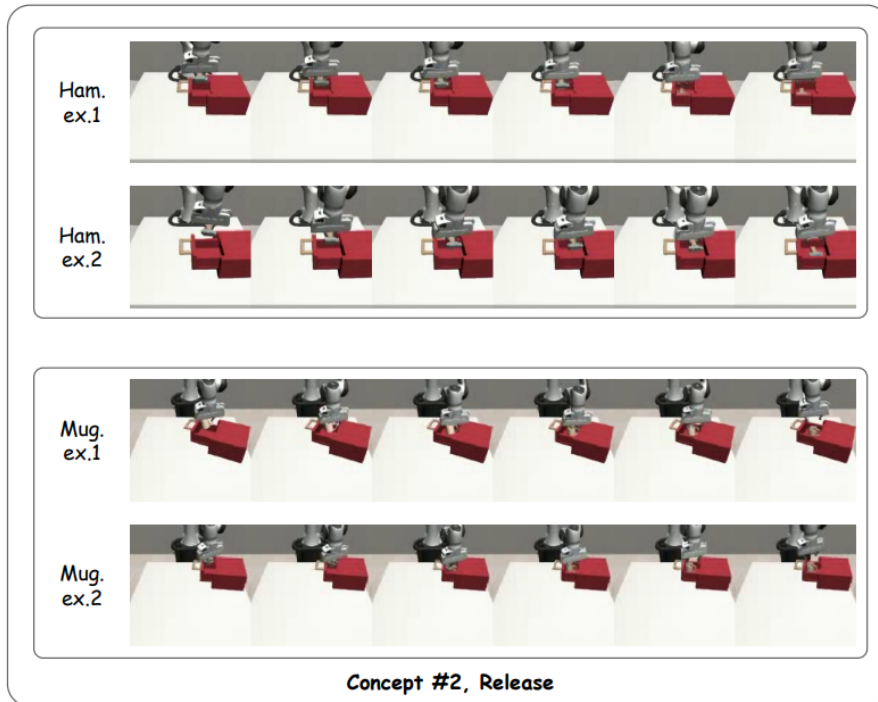 Ham.
ex.1
Ham.
ex.2
Mug.
ex.1
Mug.
ex.2
Concept #2, Release